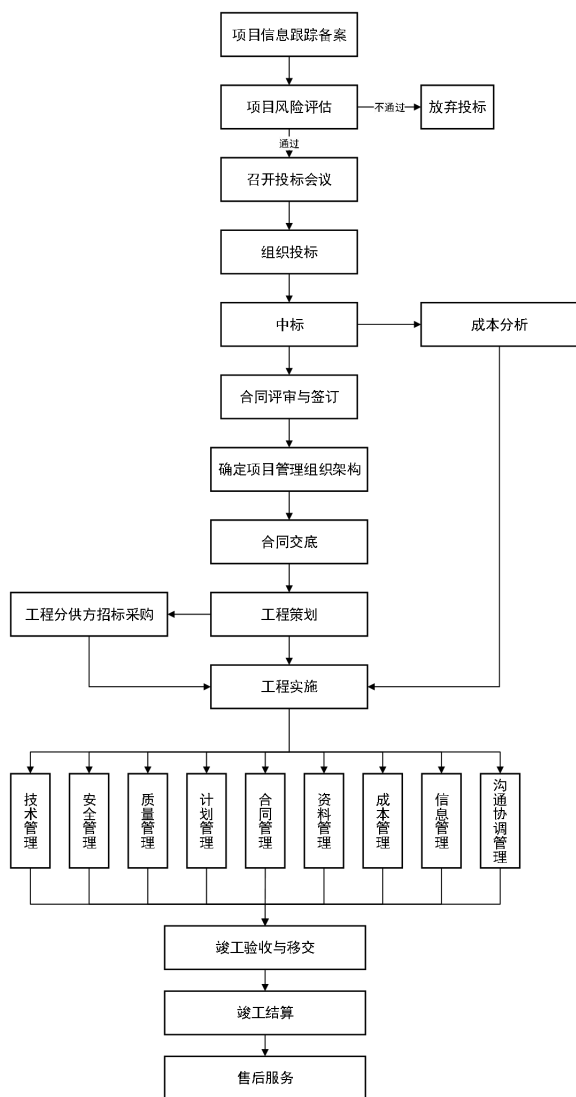 项目信息跟踪备案
项目风险评估
不通过
放弃投标
通过
召开投标会议
组织投标
中标
成本分析
合同评审与签订
确定项目管理组织架构
合同交底
工程分供方招标采购
工程策划
工程实施
技术管理
安全管理
质量管理
计划管理
合同管理
资料管理
成本管理
信息管理
沟通协调管理
竣工验收与移交
竣工结算
售后服务